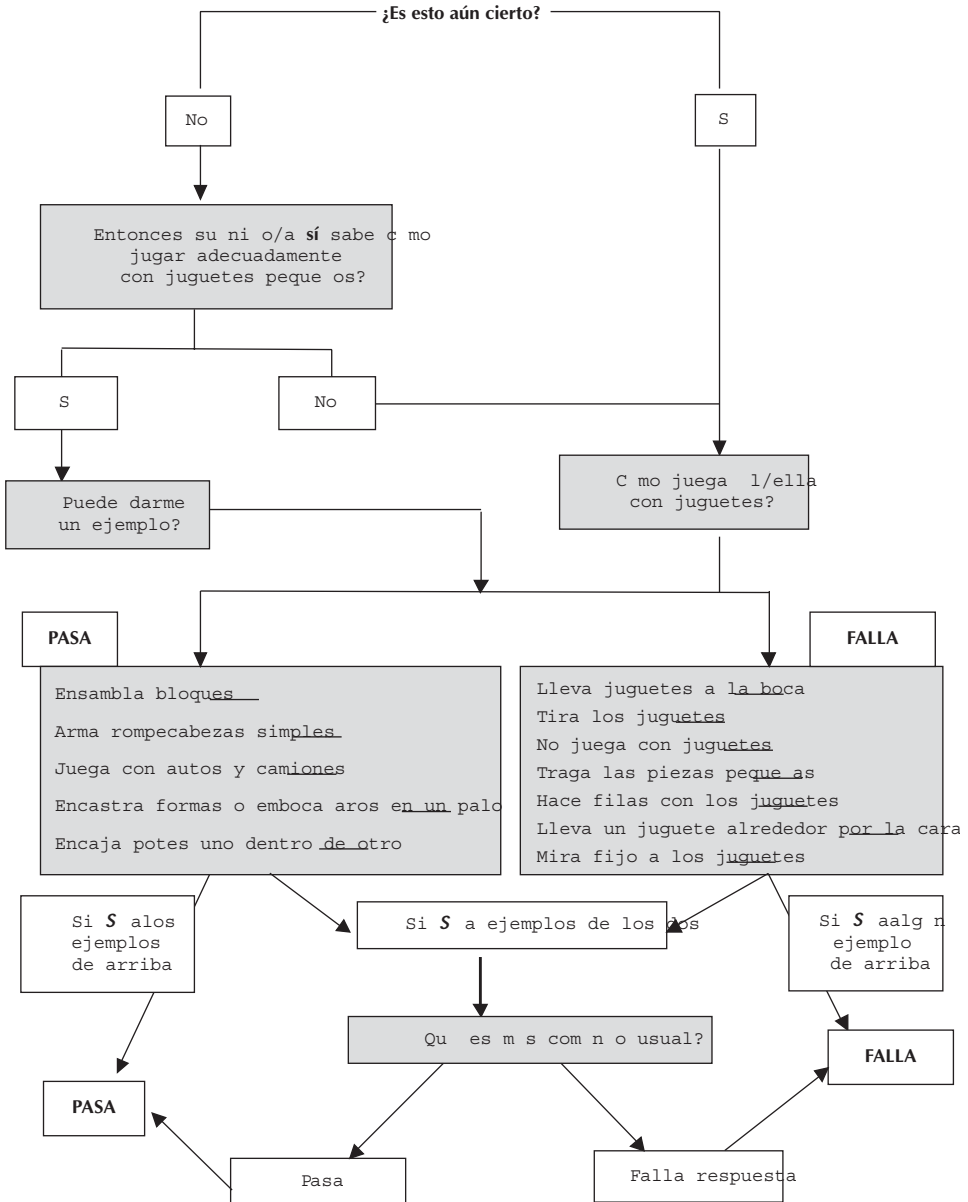 ¿Es esto aún cierto?
No
S
Entonces su ni o/a sí sabe c mo
jugar adecuadamente
con juguetes peque os?
S
No
Puede darme
un ejemplo?
C mo juega l/ella
con juguetes?
PASA
FALLA
Ensambla bloques
Arma rompecabezas simples
Juega con autos y camiones
Encastra formas o emboca aros en un palo
Encaja potes uno dentro de otro
Lleva juguetes a la boca
Tira los juguetes
No juega con juguetes
Traga las piezas peque as
Hace filas con los juguetes
Lleva un juguete alrededor por la cara
Mira fijo a los juguetes
Si S alos
ejemplos
de arriba
Si S a ejemplos de los dos
Si S aalg n
ejemplo
de arriba
Qu es m s com n o usual?
FALLA
PASA
Pasa
Falla respuesta